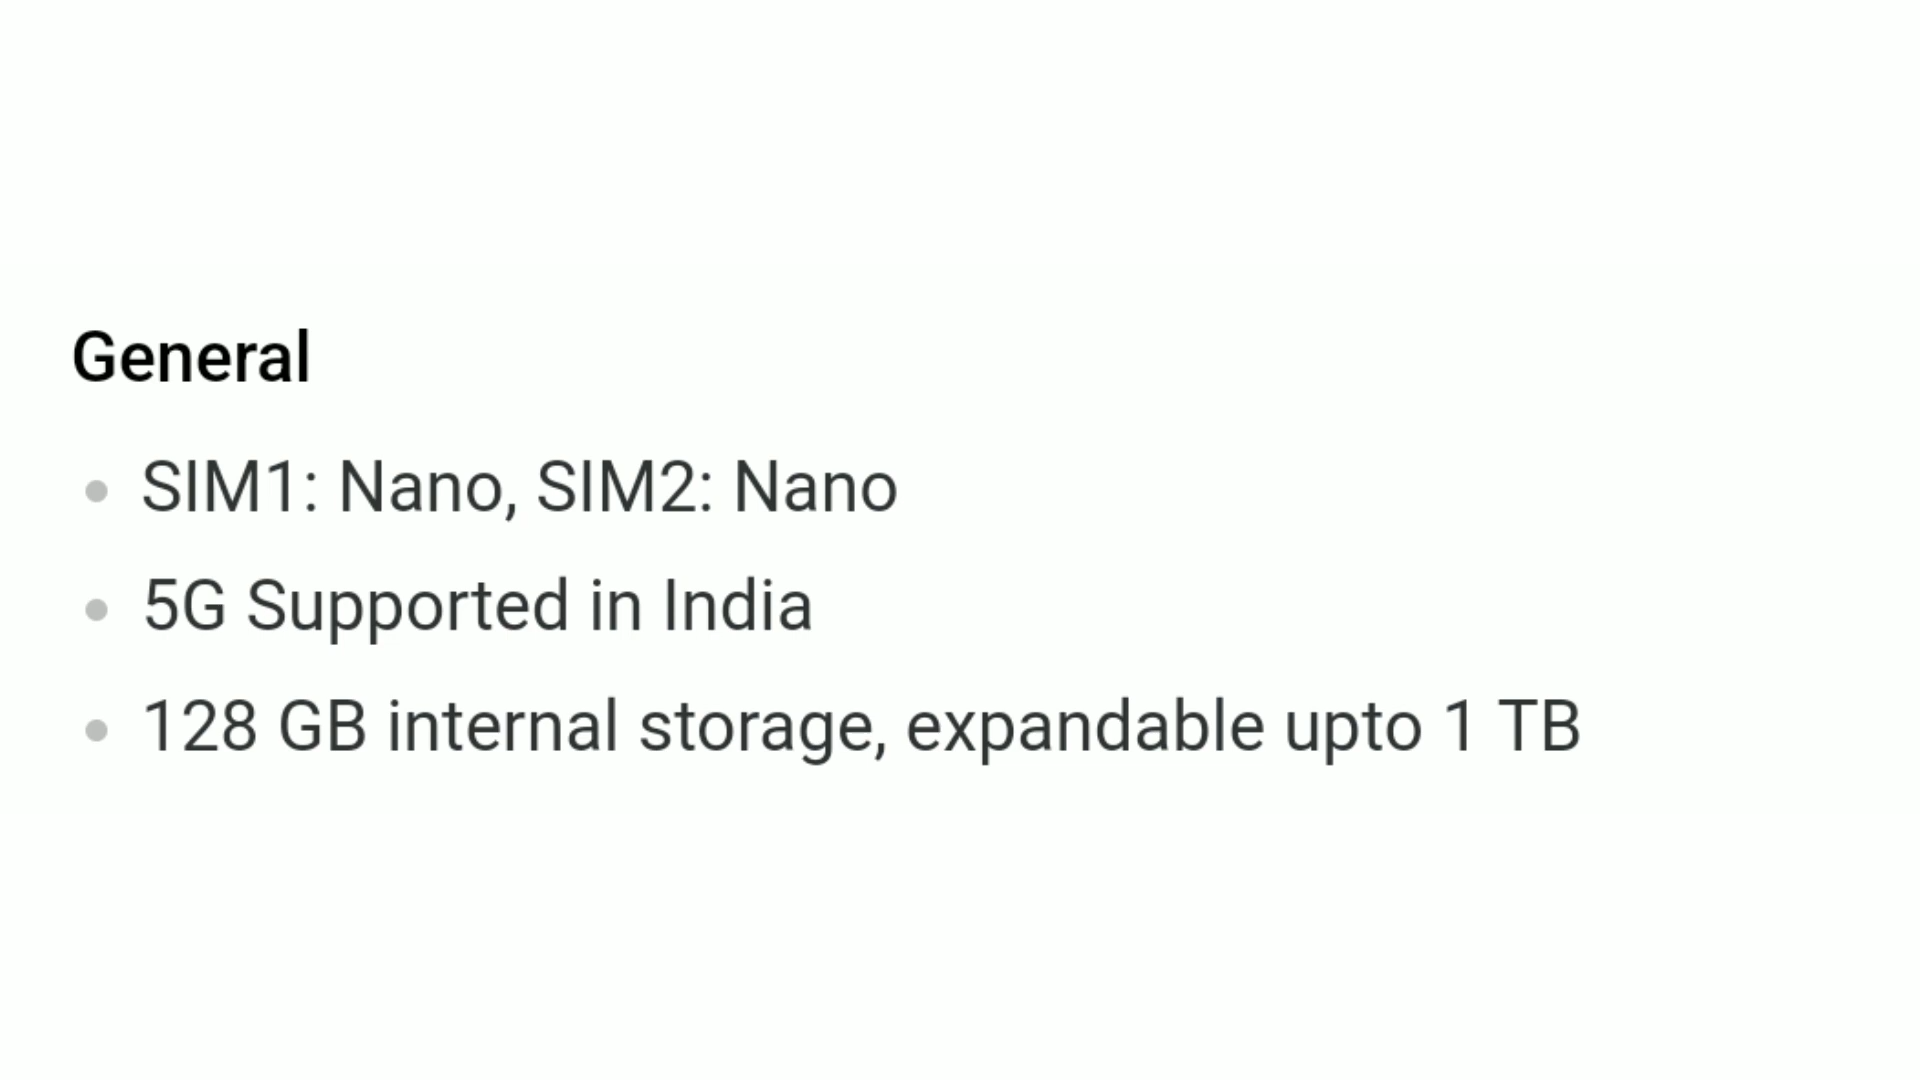 General
SIM1: Nano, SIM2: Nano
5G Supported in India
128 GB internal storage, expandable upto 1 TB